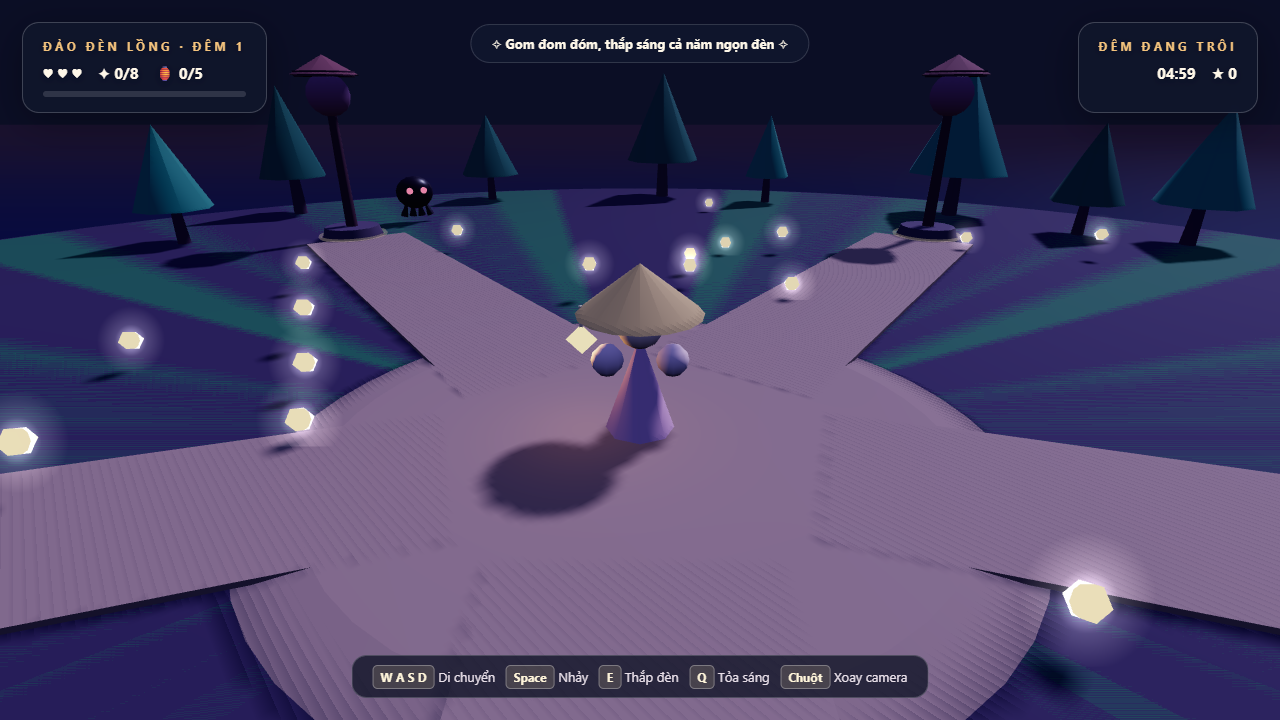 ĐẢO ĐÈN LỒNG · ĐÊM 1
♥ ♥ ♥ ✦ 0/8 🏮 0/5
✧ Gom đom đóm, thắp sáng cả năm ngọn đèn ✧
ĐÊM ĐANG TRÔI
04:59 ★ 0
W A S D Di chuyển Space Nhảy E Thắp đèn Q Tỏa sáng Chuột Xoay camera